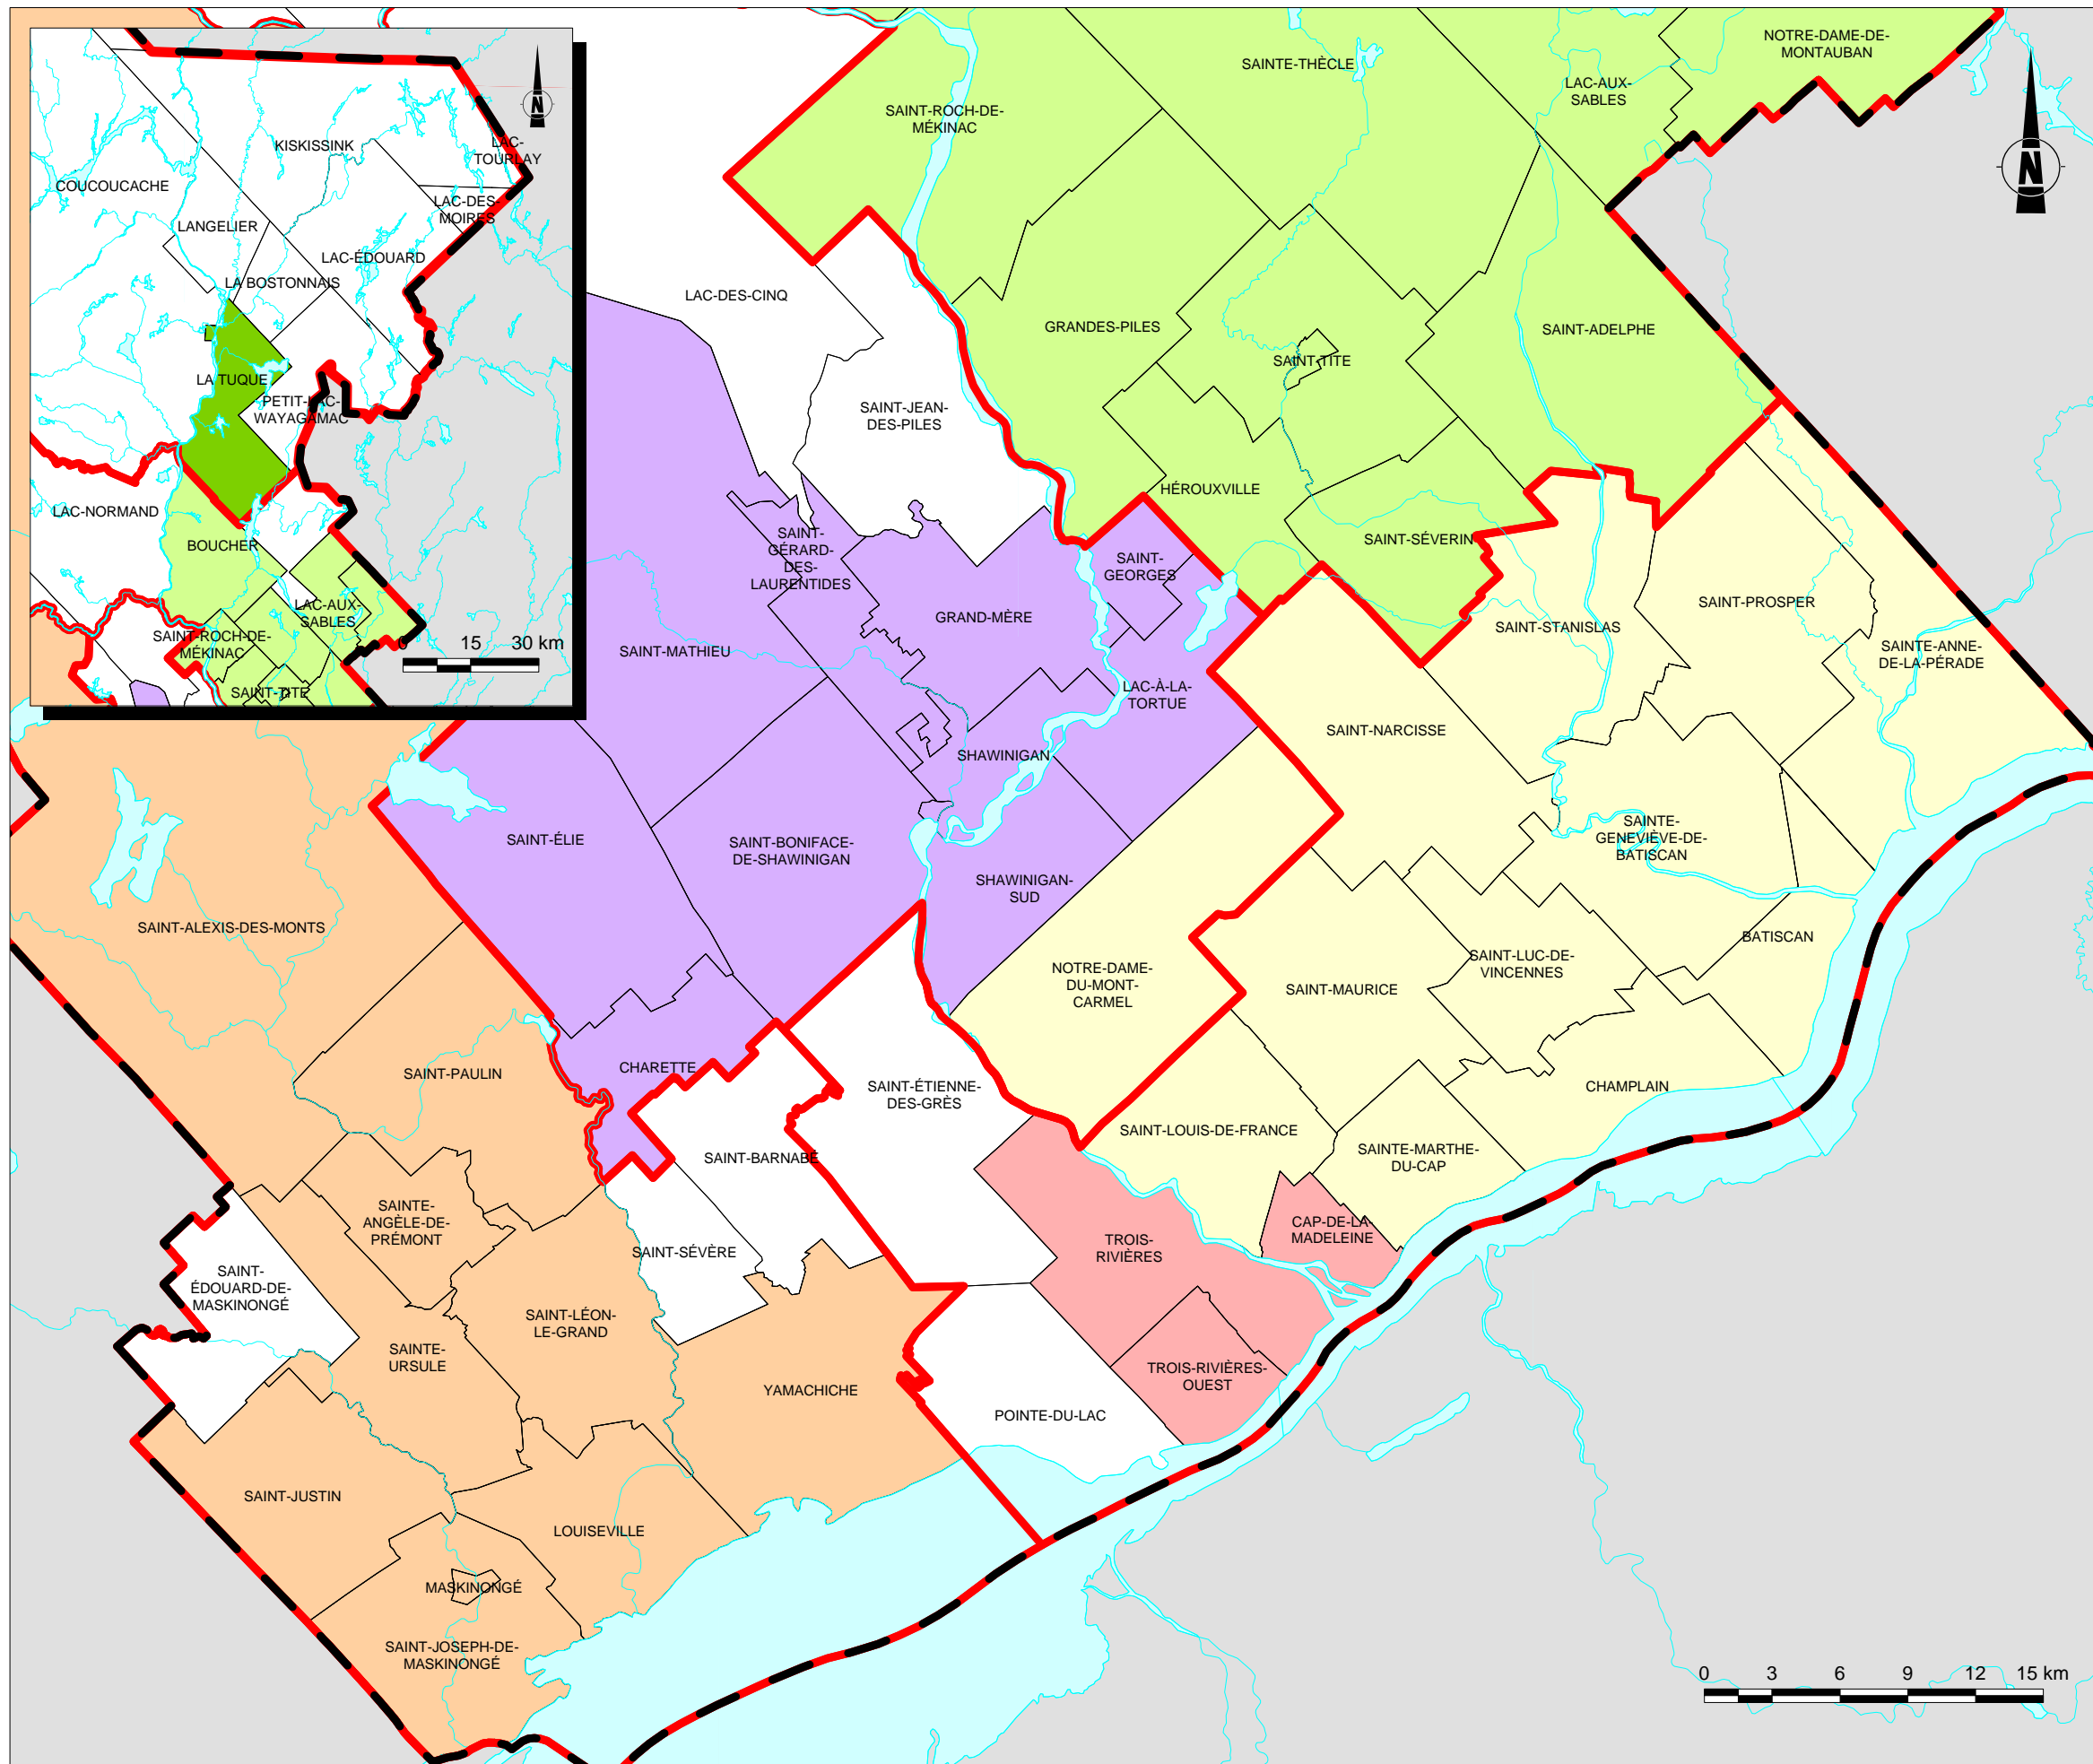 KISKISSINK
LAC-
TOURLAY
COUCOUCACHE
LAC-DES-
MOIRES
LANGELIER
LAC-ÉDOUARD
LA BOSTONNAIS
LA TUQUE
PETIT-LAC-
WAYAGAMAC
LAC-NORMAND
BOUCHER
LAC-AUX-
SABLES
SAINT-ROCH-DE-
MÉKINAC
SAINT-TITE
0 15 30 km
N
NOTRE-DAME-DE-
MONTAUBAN
SAINTE-THÈCLE
LAC-AUX-
SABLES
SAINT-ROCH-DE-
MÉKINAC
N
LAC-DES-CINQ
GRANDES-PILES
SAINT-ADELPHE
SAINT-TITE
SAINT-JEAN-
DES-PILES
HÉROUXVILLE
SAINT-SÉVERIN
SAINT-
GÉRARD-
DES-
LAURENTIDES
SAINT-
GEORGES
SAINT-PROSPER
GRAND-MÈRE
SAINT-STANISLAS
SAINTE-ANNE-
DE-LA-PÉRADE
SAINT-MATHIEU
LAC-À-LA-
TORTUE
SAINT-NARCISSE
SHAWINIGAN
SAINT-ÉLIE
SAINT-BONIFACE-
DE-SHAWINIGAN
SAINTE-
GENEVIÈVE-DE-
BATISCAN
SHAWINIGAN-
SUD
SAINT-ALEXIS-DES-MONTS
BATISCAN
NOTRE-DAME-
DU-MONT-
CARMEL
SAINT-LUC-DE-
VINCENNES
SAINT-MAURICE
SAINT-PAULIN
CHARETTE
SAINT-ÉTIENNE-
DES-GRÈS
CHAMPLAIN
SAINT-LOUIS-DE-FRANCE
SAINT-BARNABÉ
SAINTE-MARTHE-
DU-CAP
SAINTE-
ANGÈLE-DE-
PRÉMONT
CAP-DE-LA-
MADELEINE
TROIS-
RIVIÈRES
SAINT-SÉVÈRE
SAINT-
ÉDOUARD-DE-
MASKINONGÉ
SAINT-LÉON-
LE-GRAND
SAINTE-
URSULE
YAMACHICHE
TROIS-RIVIÈRES-
OUEST
POINTE-DU-LAC
SAINT-JUSTIN
LOUISEVILLE
MASKINONGÉ
SAINT-JOSEPH-DE-
MASKINONGÉ
0 3 6 9 12 15 km